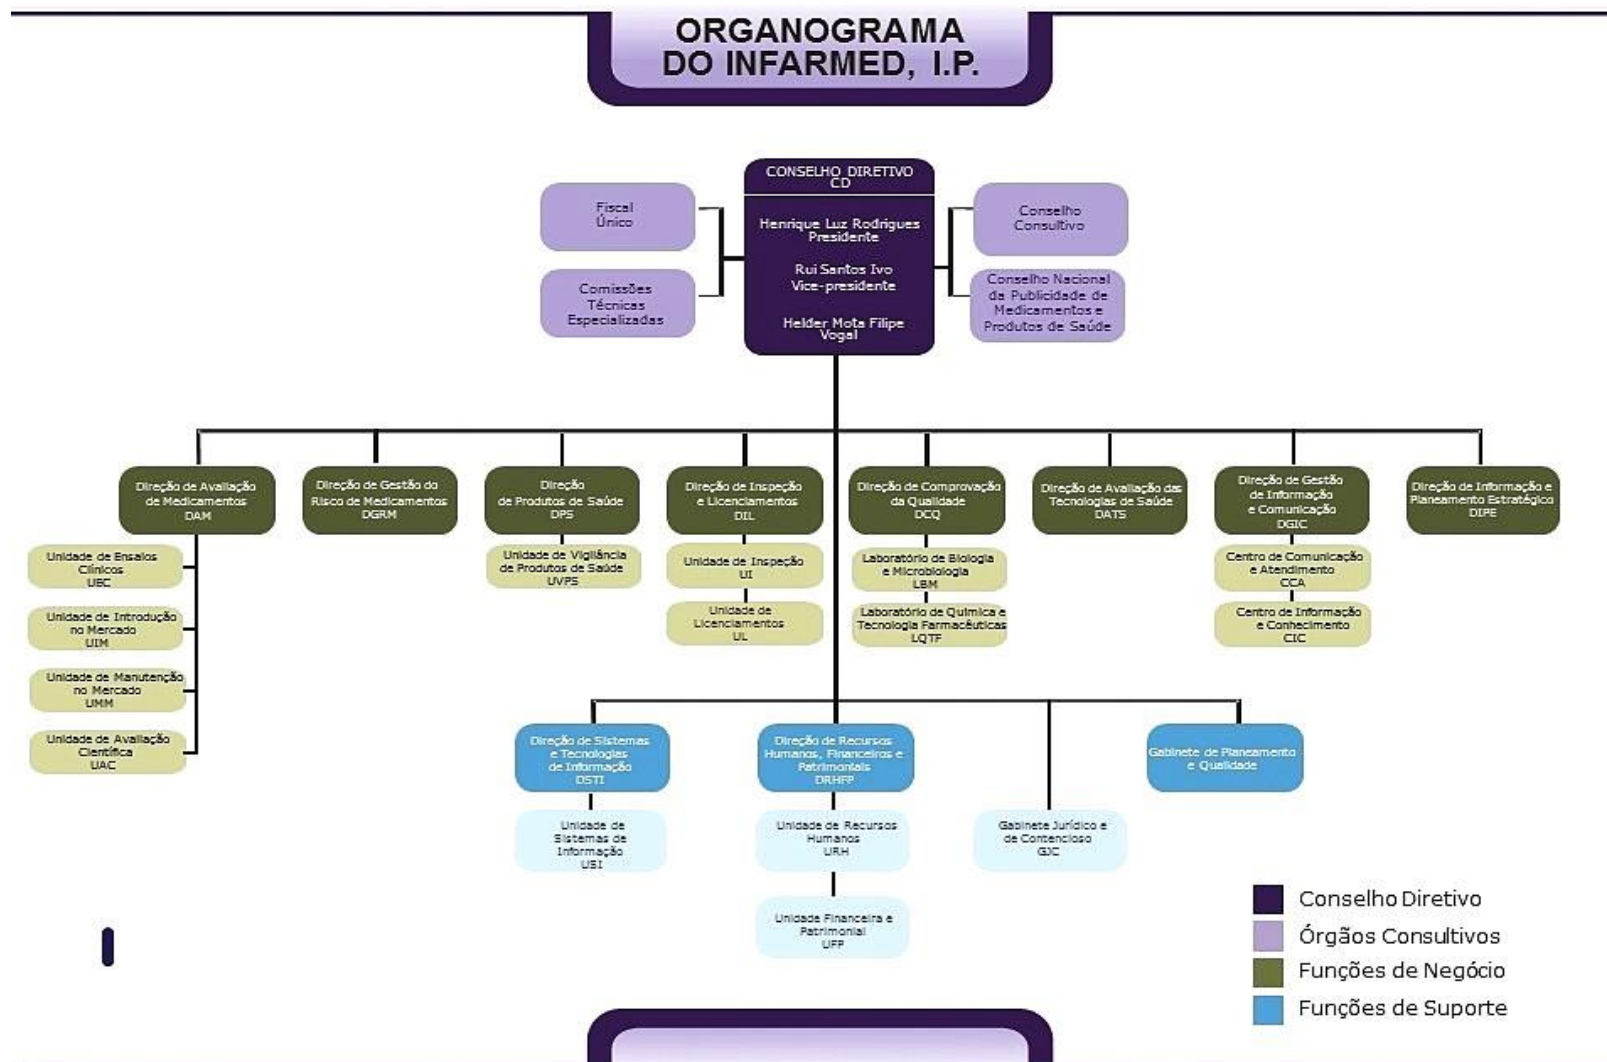 ORGANOGRAMA
DO INFARMED, I.P.
CONSELHO DIRETIVO
CD
Henrique Luz Rodrigues
Presidente
Rui Santos Ivo
Vice-presidente
Helder Mota Filipe
Vogal
Fiscal
Único
Comissões
Técnicas
Especializadas
Conselho
Consultivo
Conselho Nacional
da Publicidade de
Medicamentos e
Produtos de Saúde
Direção de Avaliação
de Medicamentos
DAM
Direção de Gestão do
Risco de Medicamentos
DGRM
Direção
de Produtos de Saúde
DPS
Direção de Inspeção
e Licenciamentos
DIL
Direção de Comprovação
da Qualidade
DCQ
Direção de Avaliação das
Tecnologias de Saúde
DATS
Direção de Gestão
de Informação
e Comunicação
DGIC
Direção de Informação e
Planeamento Estratégico
DIPE
Unidade de Ensaios
Clínicos
UEC
Unidade de Introdução
no Mercado
UIM
Unidade de Manutenção
no Mercado
UMM
Unidade de Avaliação
Científica
UAC
Unidade de Vigilância
de Produtos de Saúde
UVPS
Unidade de Inspeção
UI
Unidade de
Licenciamentos
UL
Laboratório de Biologia
e Microbiologia
LBM
Laboratório de Química e
Tecnologia Farmacêuticas
LQTF
Centro de Comunicação
e Atendimento
CCA
Centro de Informação
e Conhecimento
CIC
Direção de Sistemas
e Tecnologias
de Informação
DSTI
Direção de Recursos
Humanos, Financeiros e
Patrimoniais
DRHFP
Gabinete de Planeamento
e Qualidade
Unidade de
Sistemas de
Informação
USI
Unidade de Recursos
Humanos
URH
Gabinete Jurídico e
de Contencioso
GJC
Unidade Financeira e
Patrimonial
UFP
Conselho Diretivo
Órgãos Consultivos
Funções de Negócio
Funções de Suporte